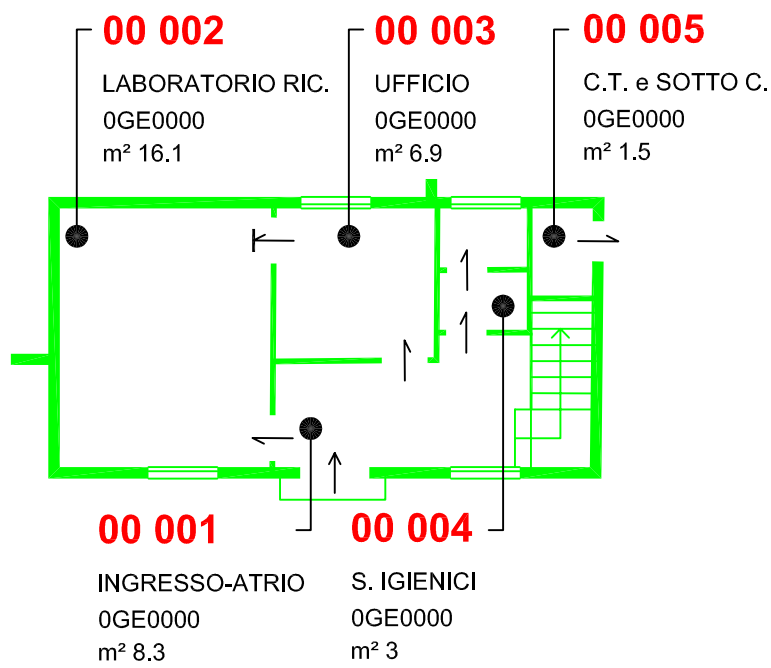 00 002
LABORATORIO RIC.
0GE0000
m² 16.1
00 003
UFFICIO
0GE0000
m² 6.9
00 005
C.T. e SOTTO C.
0GE0000
m² 1.5
00 001
INGRESSO-ATRIO
0GE0000
m² 8.3
00 004
S. IGIENICI
0GE0000
m² 3